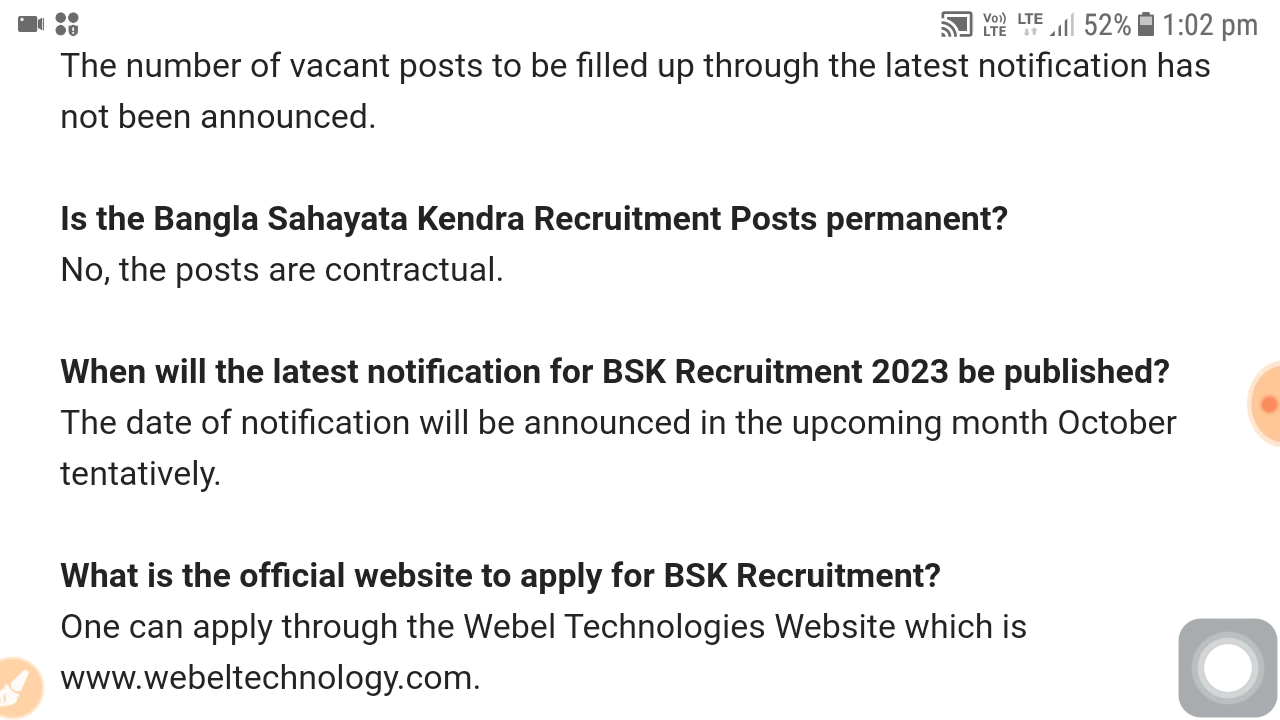 Vo)) LTE LTE 52% 1:02 pm
The number of vacant posts to be filled up through the latest notification has
not been announced.
Is the Bangla Sahayata Kendra Recruitment Posts permanent?
No, the posts are contractual.
When will the latest notification for BSK Recruitment 2023 be published?
The date of notification will be announced in the upcoming month October
tentatively.
What is the official website to apply for BSK Recruitment?
One can apply through the Webel Technologies Website which is
www.webeltechnology.com.